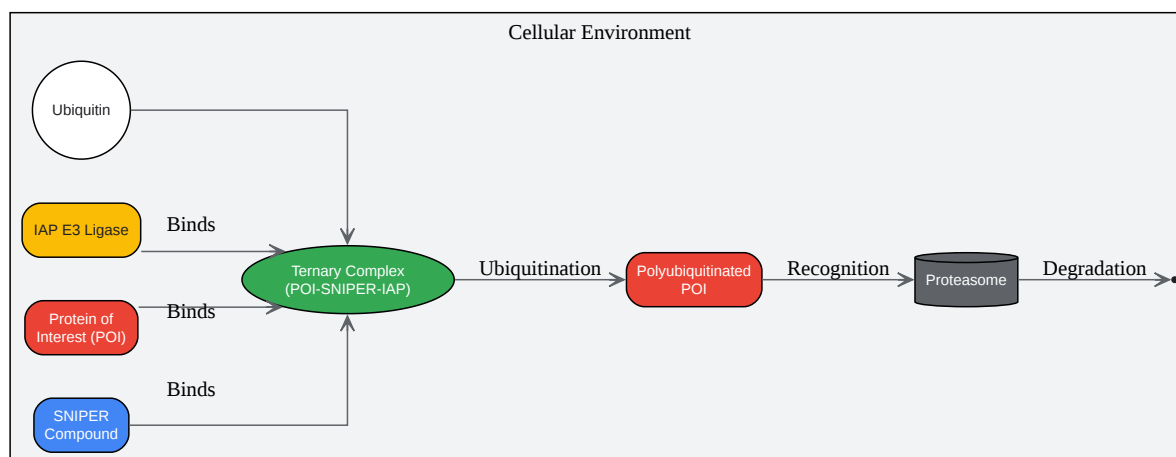 Cellular Environment
Ubiquitin
IAP E3 Ligase
Binds
Protein of
Interest (POI)
Binds
SNIPER
Compound
Binds
Ternary Complex
(POI-SNIPER-IAP)
Ubiquitination
Polyubiquitinated
POI
Recognition
Proteasome
Degradation